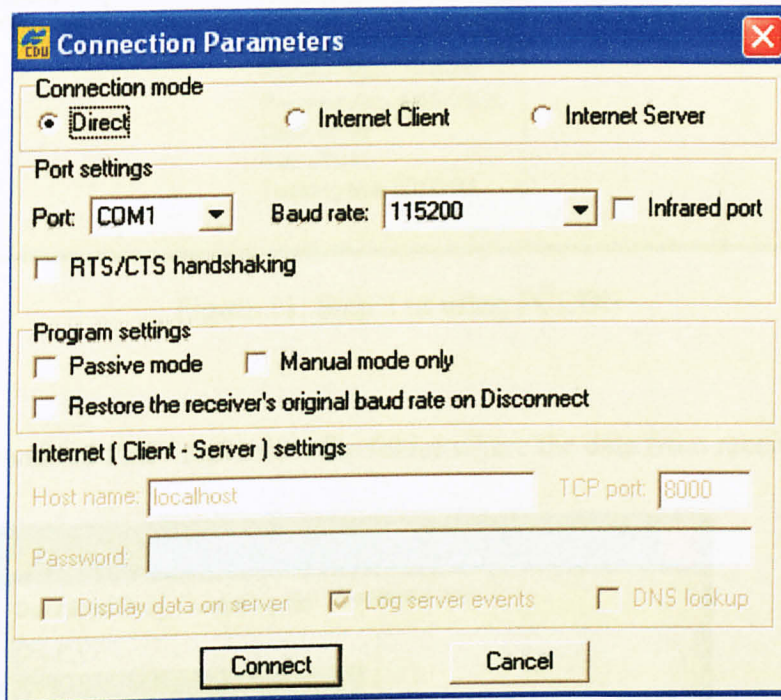 CDU Connection Parameters
Connection mode
Direct Internet Client Internet Server
Port settings
Port: COM1 Baud rate: 115200 Infrared port
RTS/CTS handshaking
Program settings
Passive mode Manual mode only
Restore the receiver's original baud rate on Disconnect
Internet ( Client - Server ) settings
Host name: localhost TCP port: 8000
Password:
Display data on server Log server events DNS lookup
Connect Cancel